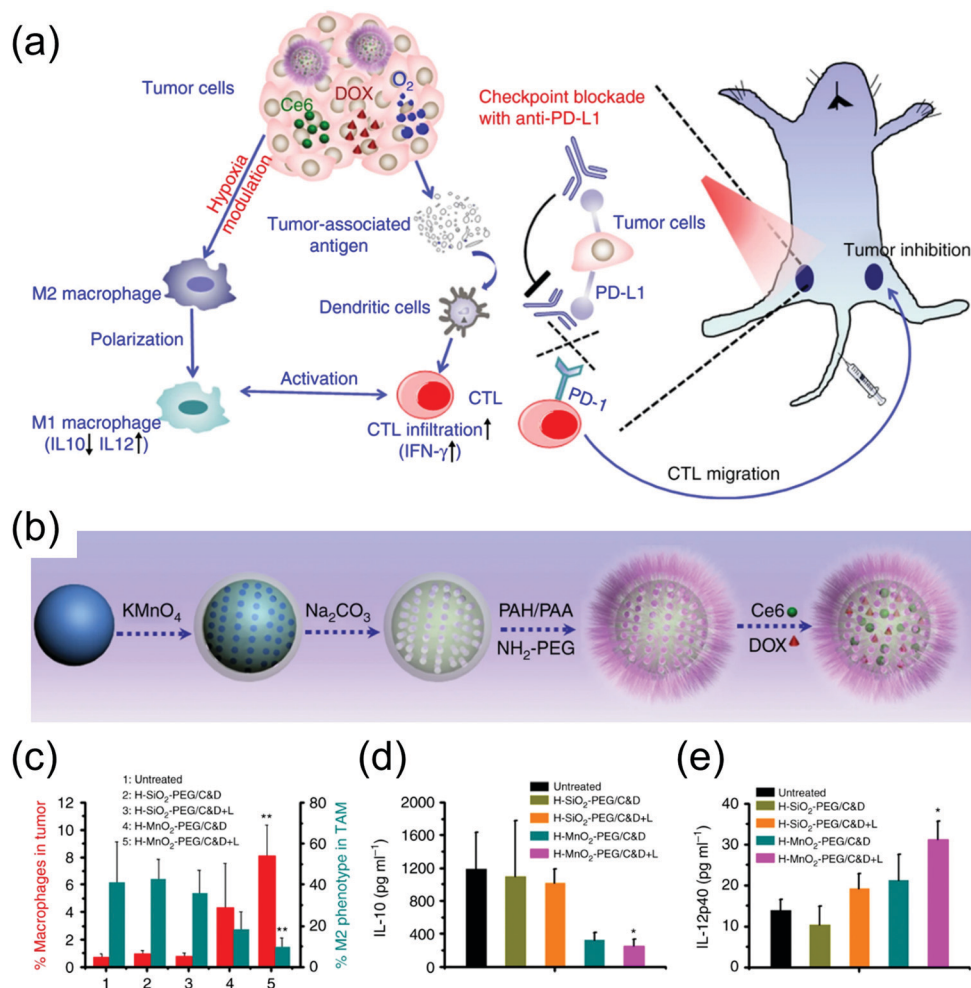 (a)
Tumor cells
Ce6
DOX
O2
Hypoxia
modulation
Tumor-associated
antigen
M2 macrophage
Dendritic cells
Polarization
Activation
M1 macrophage
(IL10↓ IL12↑)
CTL
CTL infiltration↑
(IFN-γ↑)
Checkpoint blockade
with anti-PD-L1
Tumor cells
PD-L1
PD-1
Tumor inhibition
CTL migration
(b)
KMnO4
Na2CO3
PAH/PAA
NH2-PEG
Ce6
DOX
(c)
1: Untreated
2: H-SiO2-PEG/C&D
3: H-SiO2-PEG/C&D+L
4: H-MnO2-PEG/C&D
5: H-MnO2-PEG/C&D+L
% Macrophages in tumor
12
10
8
6
4
2
0
80
60
40
20
0
% M2 phenotype in TAM
**
**
1 2 3 4 5
(d)
Untreated
H-SiO2-PEG/C&D
H-SiO2-PEG/C&D+L
H-MnO2-PEG/C&D
H-MnO2-PEG/C&D+L
IL-10 (pg ml−1)
2000
1600
1200
800
400
0
*
(e)
Untreated
H-SiO2-PEG/C&D
H-SiO2-PEG/C&D+L
H-MnO2-PEG/C&D
H-MnO2-PEG/C&D+L
IL-12p40 (pg ml−1)
40
30
20
10
0
*